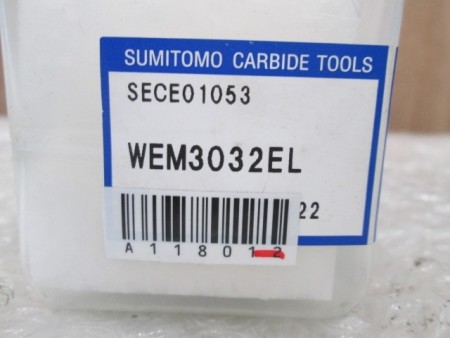 SUMITOMO CARBIDE TOOLS
SECE01053
WEM3032EL
22
A118012